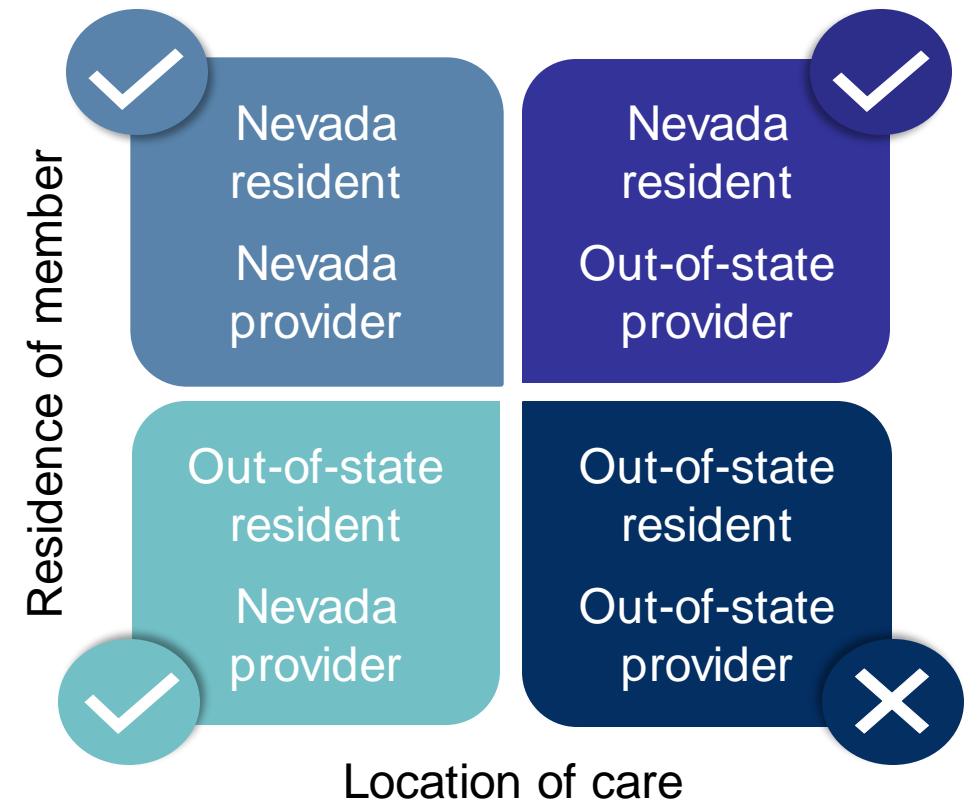 Residence of member
Nevada
resident
Nevada
provider
Nevada
resident
Out-of-state
provider
Out-of-state
resident
Nevada
provider
Out-of-state
resident
Out-of-state
provider
Location of care